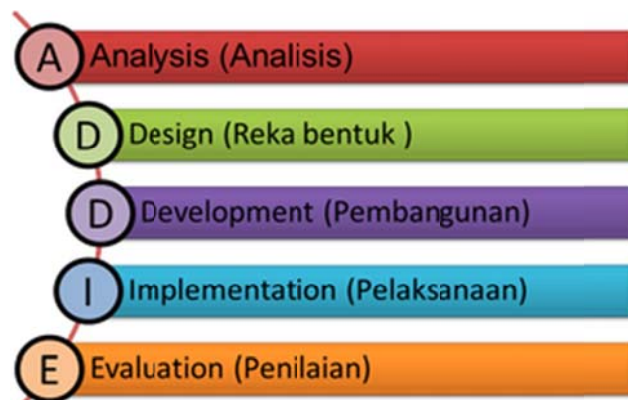 A Analysis (Analisis)
D Design (Reka bentuk )
D Development (Pembangunan)
I Implementation (Pelaksanaan)
E Evaluation (Penilaian)